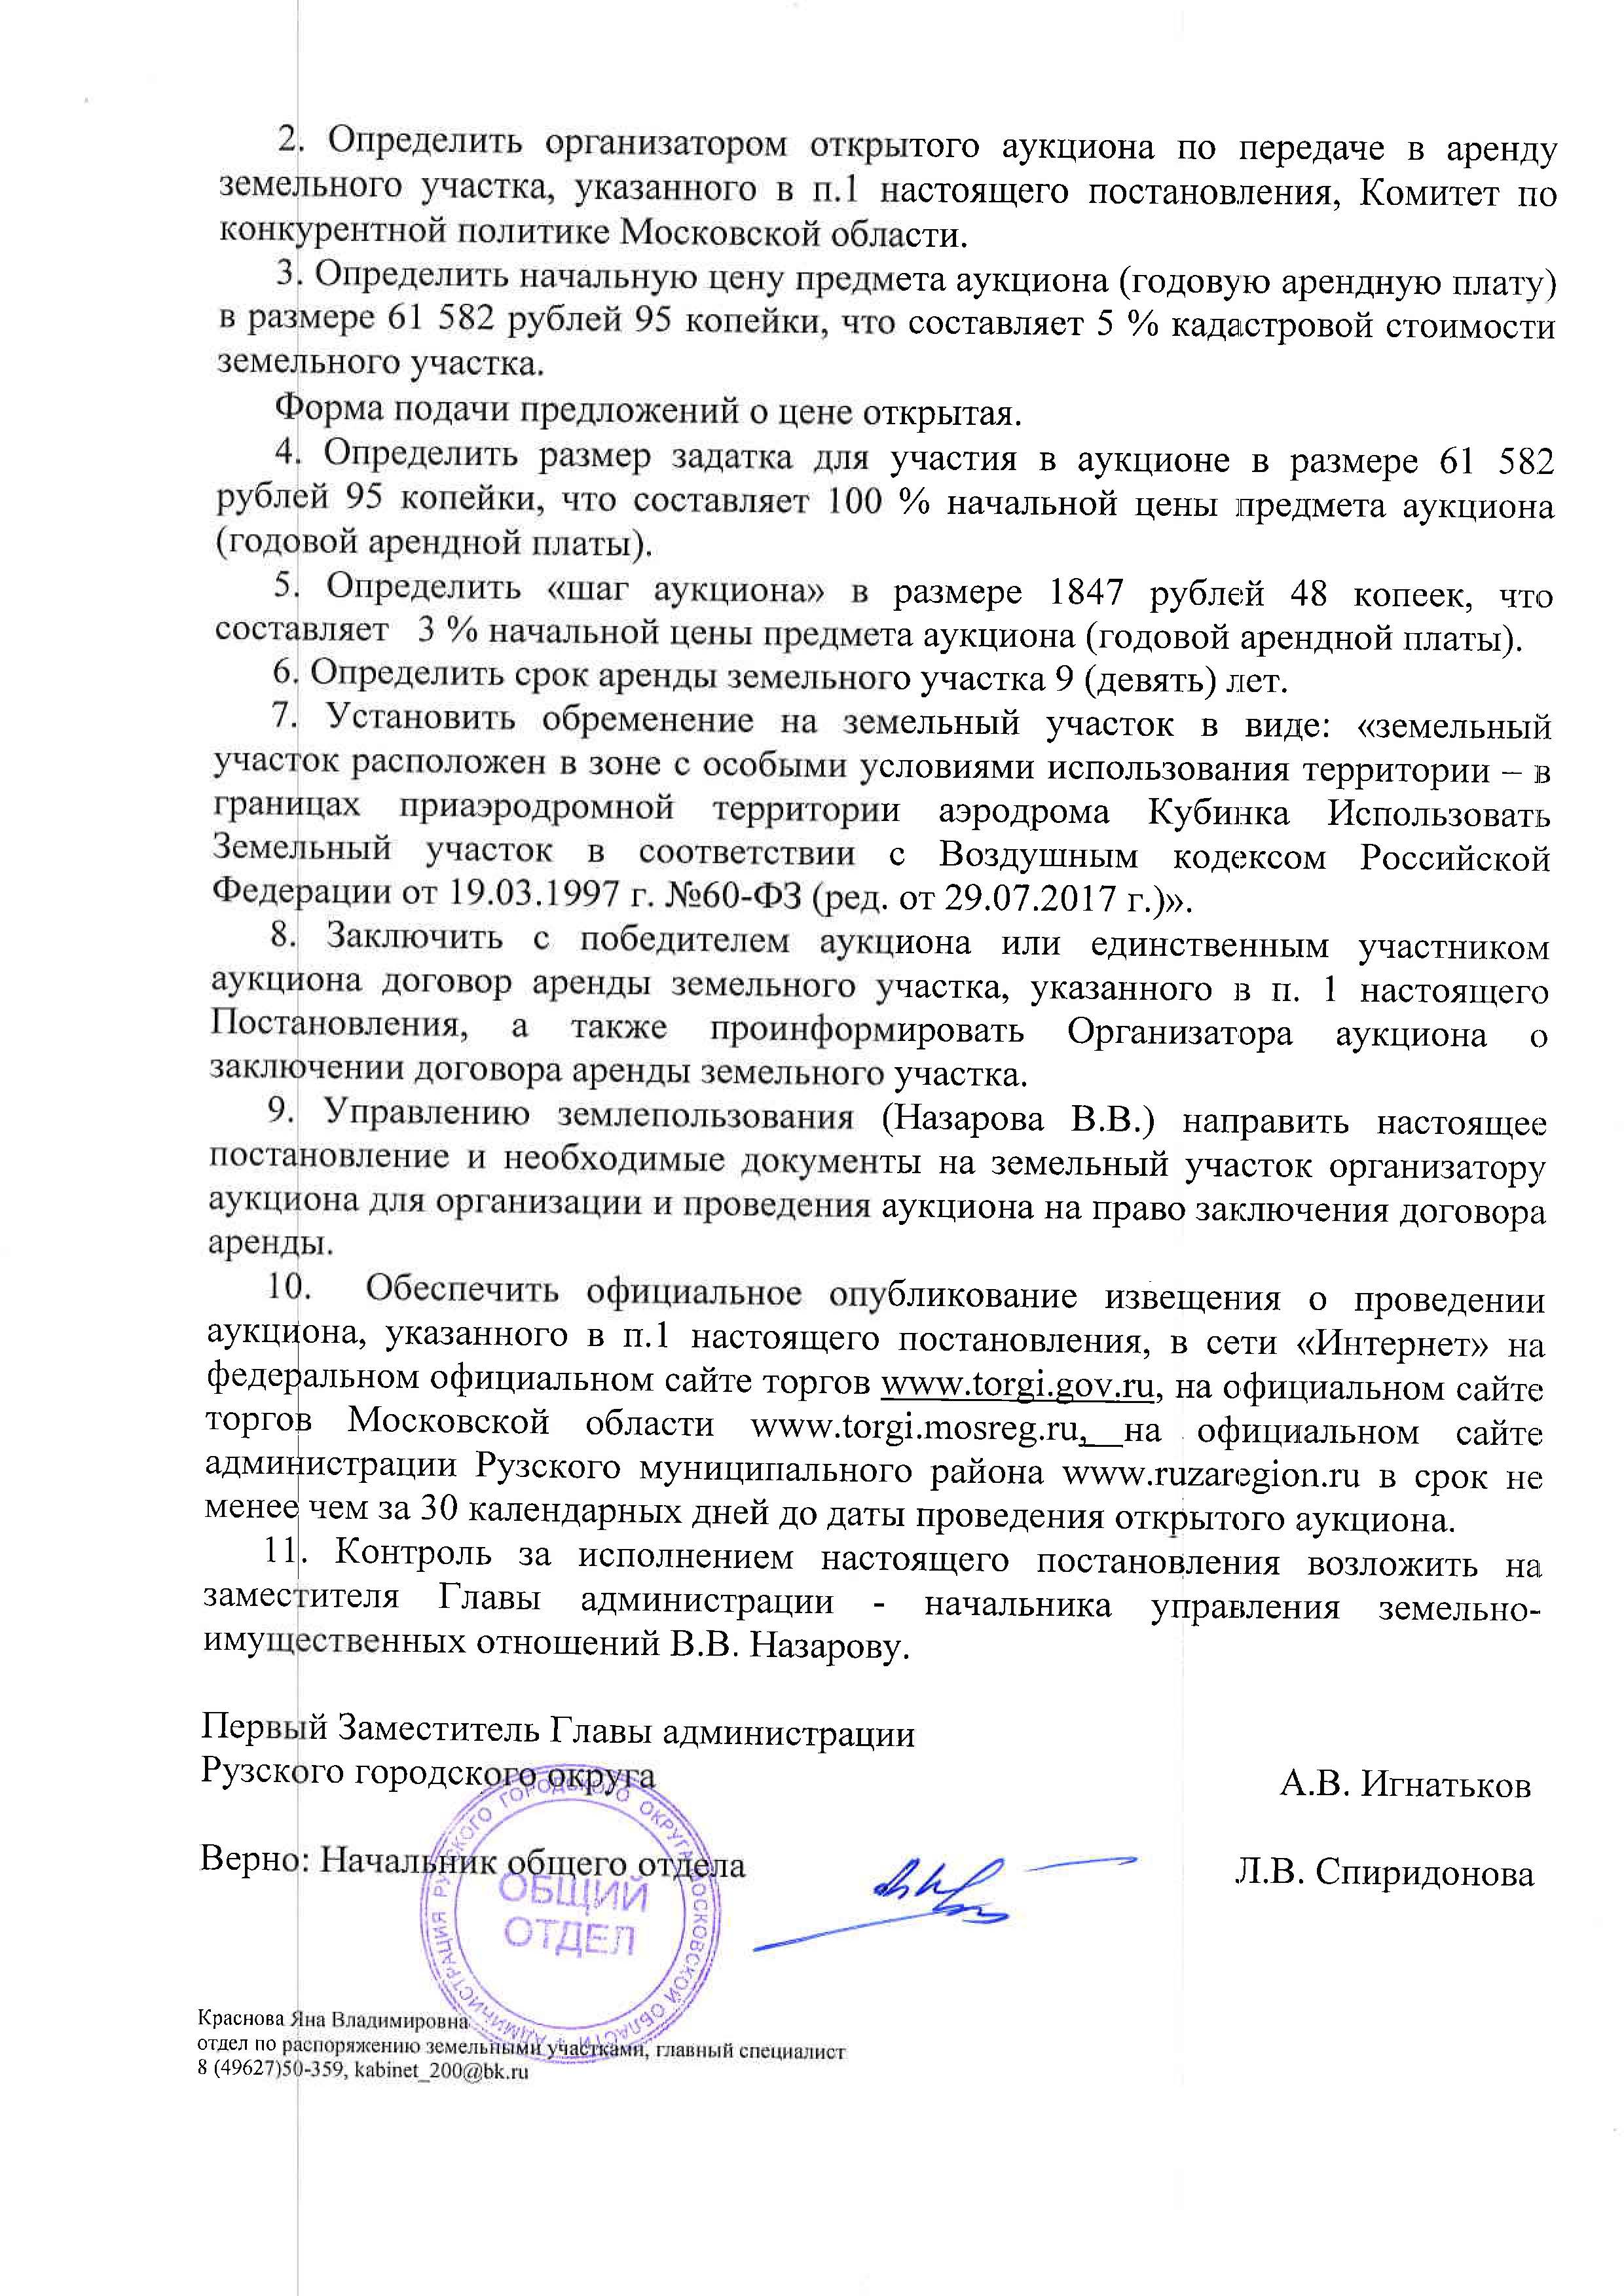 2. Определить организатором открытого аукциона по передаче в аренду
земельного участка, указанного в п.1 настоящего постановления, Комитет по
конкурентной политике Московской области.
3. Определить начальную цену предмета аукциона (годовую арендную плату)
в размере 61 582 рублей 95 копейки, что составляет 5 % кадастровой стоимости
земельного участка.
Форма подачи предложений о цене открытая.
4. Определить размер задатка для участия в аукционе в размере 61 582
рублей 95 копейки, что составляет 100 % начальной цены предмета аукциона
(годовой арендной платы).
5. Определить «шаг аукциона» в размере 1847 рублей 48 копеек, что
составляет 3 % начальной цены предмета аукциона (годовой арендной платы).
6. Определить срок аренды земельного участка 9 (девять) лет.
7. Установить обременение на земельный участок в виде: «земельный
участок расположен в зоне с особыми условиями использования территории – в
границах приаэродромной территории аэродрома Кубинка Использовать
Земельный участок в соответствии с Воздушным кодексом Российской
Федерации от 19.03.1997 г. №60-ФЗ (ред. от 29.07.2017 г.)».
8. Заключить с победителем аукциона или единственным участником
аукциона договор аренды земельного участка, указанного в п. 1 настоящего
Постановления, а также проинформировать Организатора аукциона о
заключении договора аренды земельного участка.
9. Управлению землепользования (Назарова В.В.) направить настоящее
постановление и необходимые документы на земельный участок организатору
аукциона для организации и проведения аукциона на право заключения договора
аренды.
10. Обеспечить официальное опубликование извещения о проведении
аукциона, указанного в п.1 настоящего постановления, в сети «Интернет» на
федеральном официальном сайте торгов www.torgi.gov.ru, на официальном сайте
торгов Московской области www.torgi.mosreg.ru, на официальном сайте
администрации Рузского муниципального района www.ruzaregion.ru в срок не
менее чем за 30 календарных дней до даты проведения открытого аукциона.
11. Контроль за исполнением настоящего постановления возложить на
заместителя Главы администрации - начальника управления земельно-
имущественных отношений В.В. Назарову.
Первый Заместитель Главы администрации
Рузского городского округа А.В. Игнатьков
Верно: Начальник общего отдела Л.В. Спиридонова
АДМИНИСТРАЦИЯ РУЗСКОГО ГОРОДСКОГО ОКРУГА МОСКОВСКОЙ ОБЛАСТИ
ОБЩИЙ
ОТДЕЛ
Краснова Яна Владимировна
отдел по распоряжению земельными участками, главный специалист
8 (49627)50-359, kabinet_200@bk.ru